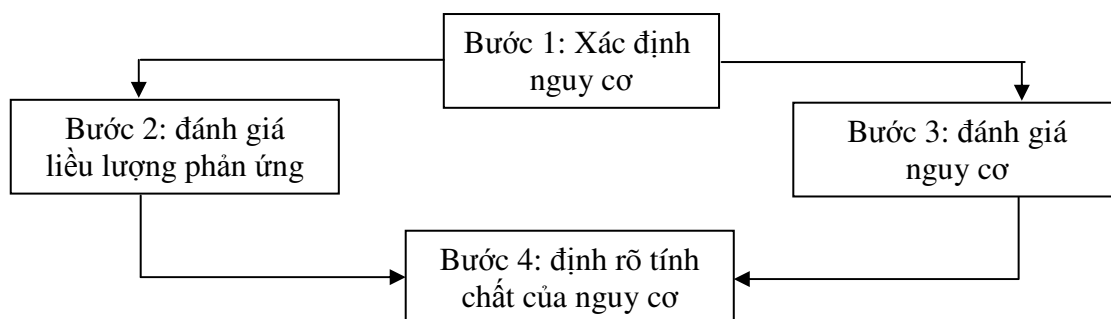 Bước 1: Xác định
nguy cơ
Bước 2: đánh giá
liều lượng phản ứng
Bước 3: đánh giá
nguy cơ
Bước 4: định rõ tính
chất của nguy cơ